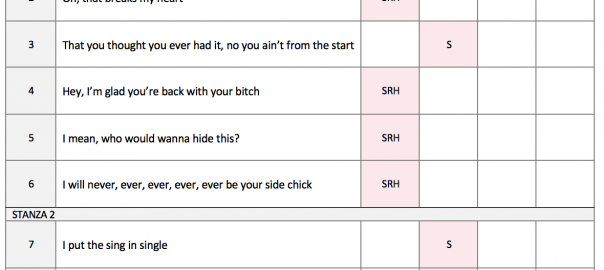 Oh, that breaks my heart SRH
3 That you thought you ever had it, no you ain't from the start S
4 Hey, I'm glad you're back with your bitch SRH
5 I mean, who would wanna hide this? SRH
6 I will never, ever, ever, ever, ever be your side chick SRH
STANZA 2
7 I put the sing in single S